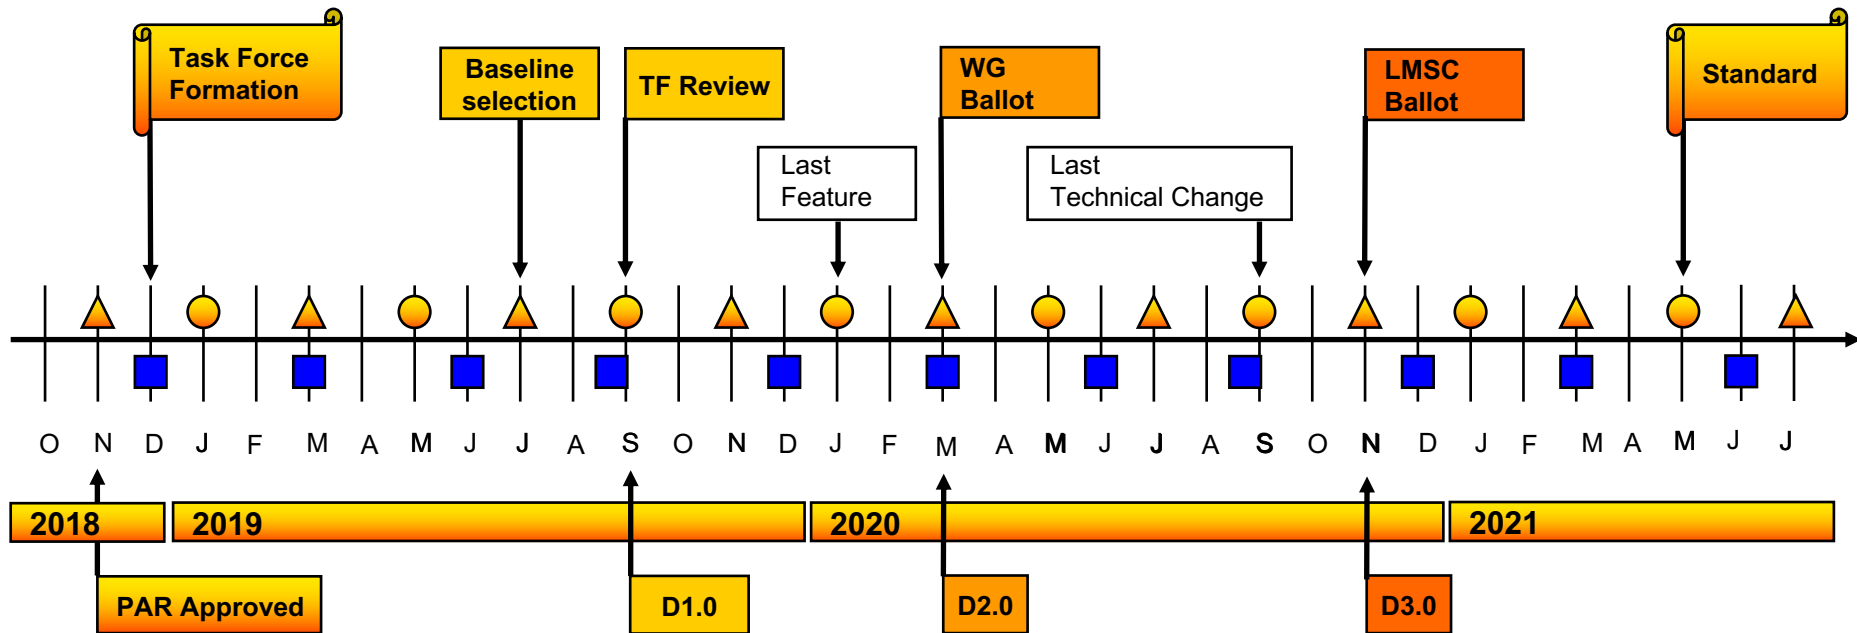 Task Force
Formation
Baseline
selection
TF Review
WG
Ballot
LMSC
Ballot
Standard
Last
Feature
Last
Technical Change
O N D J F M A M J J A S O N D J F M A M J J A S O N D J F M A M J J
2018 2019 2020 2021
PAR Approved
D1.0
D2.0
D3.0